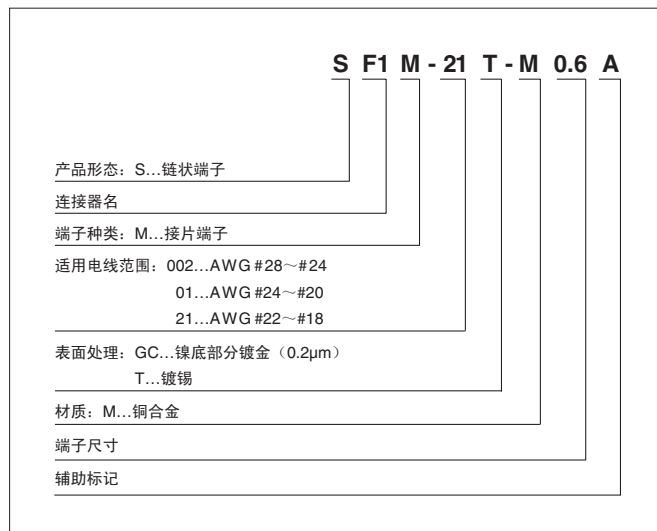 S F1 M - 21 T - M 0.6 A
产品形态：S…链状端子
连接器名
端子种类：M…接片端子
适用电线范围：002…AWG #28～#24
01…AWG #24～#20
21…AWG #22～#18
表面处理：GC…镍底部分镀金（0.2μm）
T…镀锡
材质：M…铜合金
端子尺寸
辅助标记